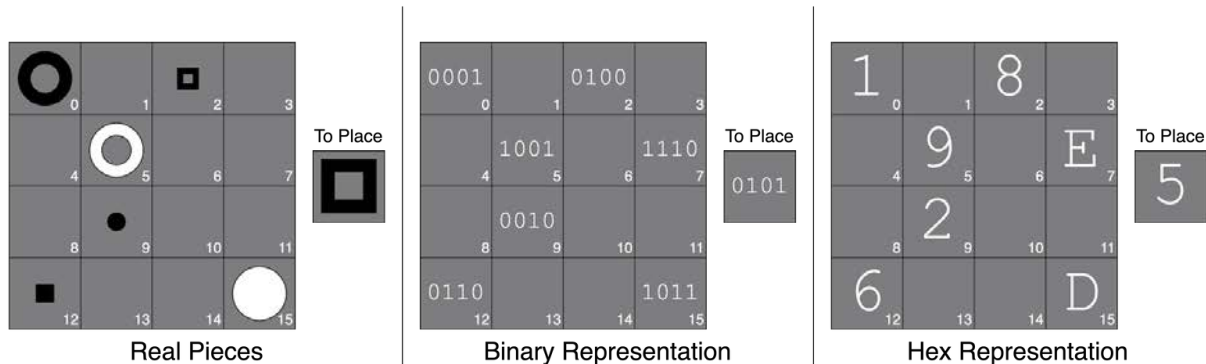 0 1 2 3
4 5 6 7
8 9 10 11
12 13 14 15
To Place
Real Pieces
0001 0100
0 1 2 3
1001 1110
4 5 6 7
0010
8 9 10 11
0110 1011
12 13 14 15
To Place
0101
Binary Representation
1 8
0 1 2 3
9 E
4 5 6 7
2
8 9 10 11
6 D
12 13 14 15
To Place
5
Hex Representation